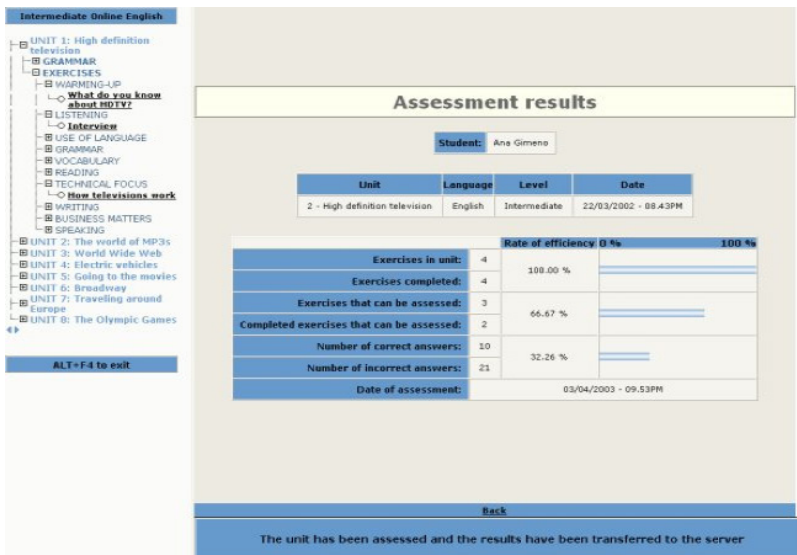 Intermediate Online English
UNIT 1: High definition
television
GRAMMAR
EXERCISES
WARMING-UP
What do you know
about HDTV?
LISTENING
Interview
USE OF LANGUAGE
GRAMMAR
VOCABULARY
READING
TECHNICAL FOCUS
How televisions work
WRITING
BUSINESS MATTERS
SPEAKING
UNIT 2: The world of MP3s
UNIT 3: World Wide Web
UNIT 4: Electric vehicles
UNIT 5: Going to the movies
UNIT 6: Broadway
UNIT 7: Traveling around
Europe
UNIT 8: The Olympic Games
ALT+F4 to exit
Assessment results
Student: Ana Gimeno
Unit Language Level Date
2 - High definition television English Intermediate 22/03/2002 - 08.43PM
Rate of efficiency 0 % 100 %
Exercises in unit: 4
100.00 %
Exercises completed: 4
Exercises that can be assessed: 3
66.67 %
Completed exercises that can be assessed: 2
Number of correct answers: 10
32.26 %
Number of incorrect answers: 21
Date of assessment: 03/04/2003 - 09.53PM
Back
The unit has been assessed and the results have been transferred to the server